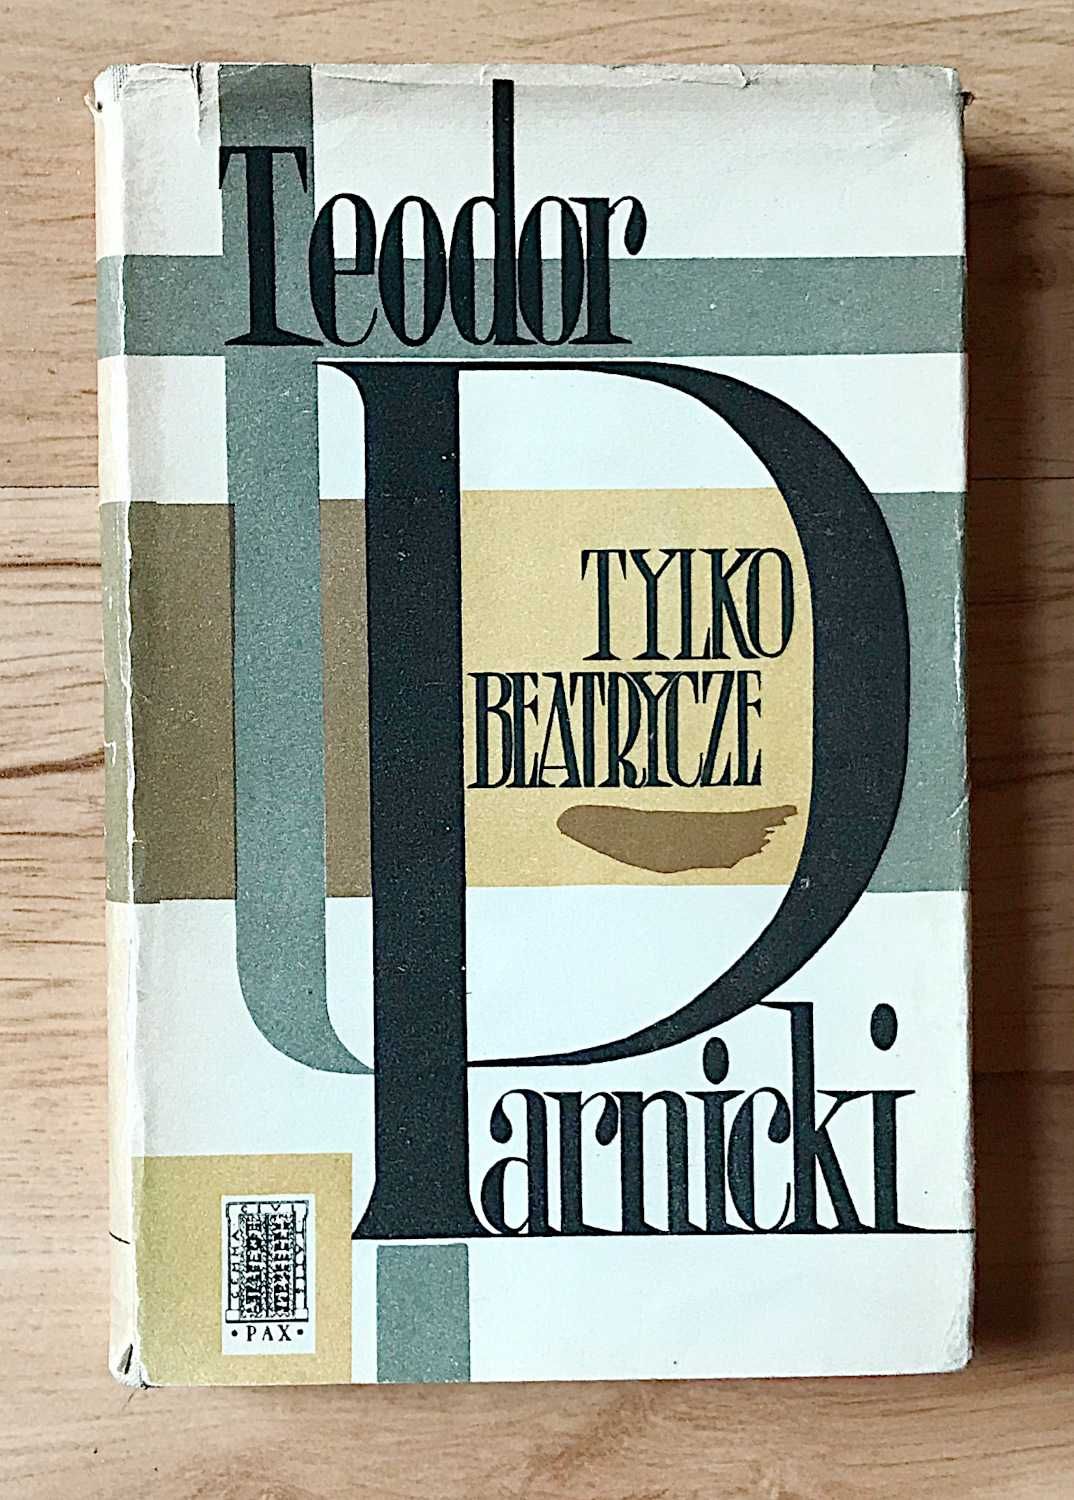 Teodor
Parnicki
TYLKO
BEATRYCZE
• PAX •